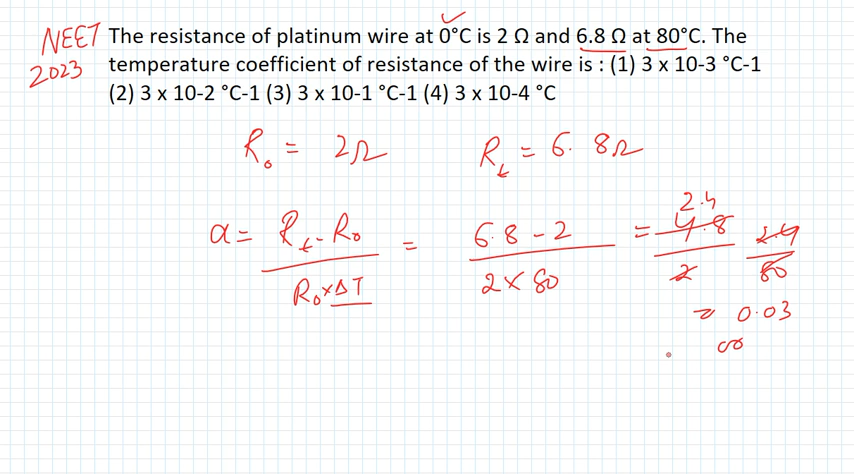 NEET 2023
The resistance of platinum wire at 0°C is 2 Ω and 6.8 Ω at 80°C. The
temperature coefficient of resistance of the wire is : (1) 3 x 10-3 °C-1
(2) 3 x 10-2 °C-1 (3) 3 x 10-1 °C-1 (4) 3 x 10-4 °C
R₀ = 2Ω Rₜ = 6.8Ω
α = (Rₜ - R₀) / (R₀ × ΔT) = (6.8 - 2) / (2 × 80) = 2.4 4.8 / 2 2.4 / 80
= 0.03